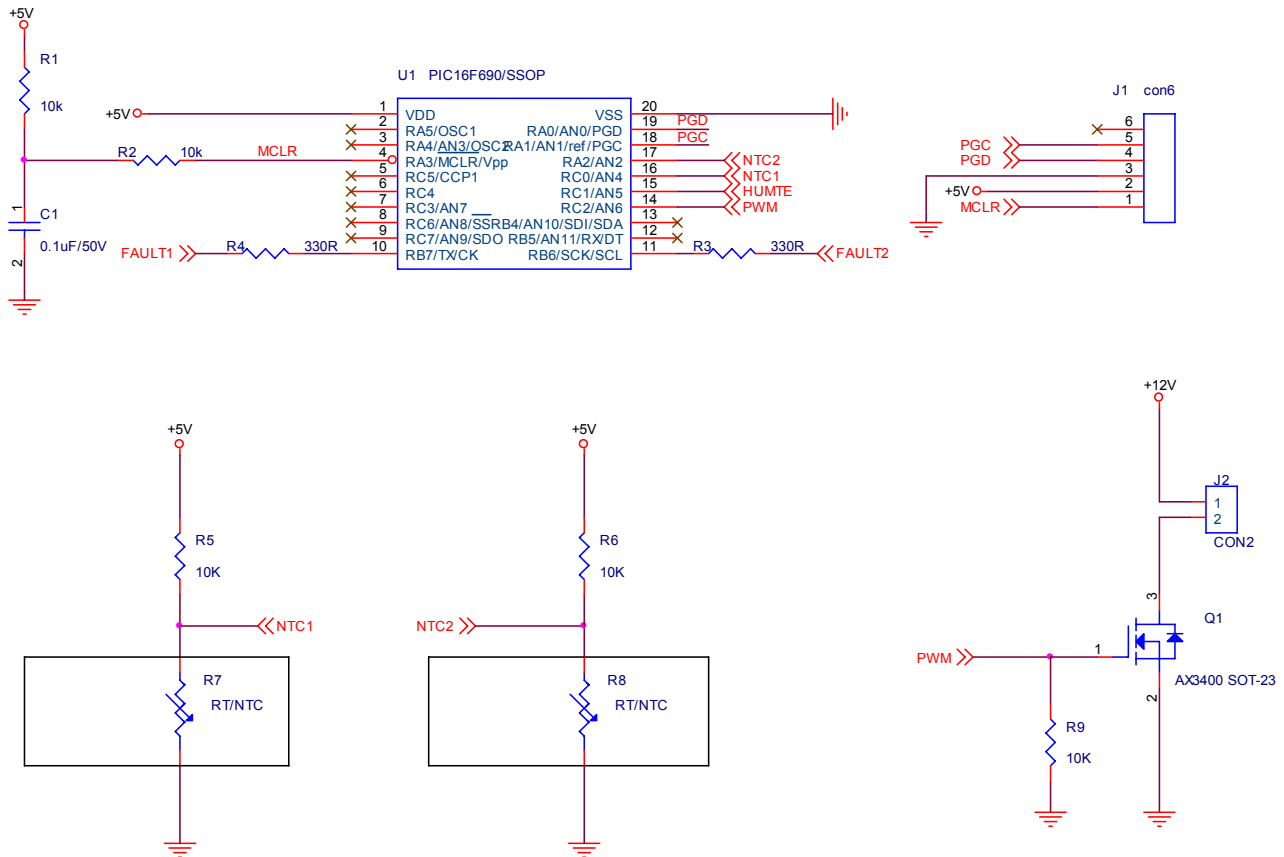 +5V
R1
10k
R2
10k
MCLR
1
C1
0.1uF/50V
2
U1 PIC16F690/SSOP
+5V
1
2
3
4
5
6
7
8
9
10
VDD
RA5/OSC1
RA4/AN3/OSC2
RA3/MCLR/Vpp
RC5/CCP1
RC4
RC3/AN7
RC6/AN8/SS
RC7/AN9/SDO
RB7/TX/CK
VSS
RA0/AN0/PGD
RA1/AN1/ref/PGC
RA2/AN2
RC0/AN4
RC1/AN5
RC2/AN6
RB4/AN10/SDI/SDA
RB5/AN11/RX/DT
RB6/SCK/SCL
20
19
18
17
16
15
14
13
12
11
PGD
PGC
NTC2
NTC1
HUMTE
PWM
FAULT1
R4
330R
R3
330R
FAULT2
J1 con6
6
5
4
3
2
1
PGC
PGD
+5V
MCLR
+5V
R5
10K
NTC1
R7
RT/NTC
+5V
R6
10K
NTC2
R8
RT/NTC
+12V
J2
1
2
CON2
3
Q1
PWM
1
AX3400 SOT-23
2
R9
10K